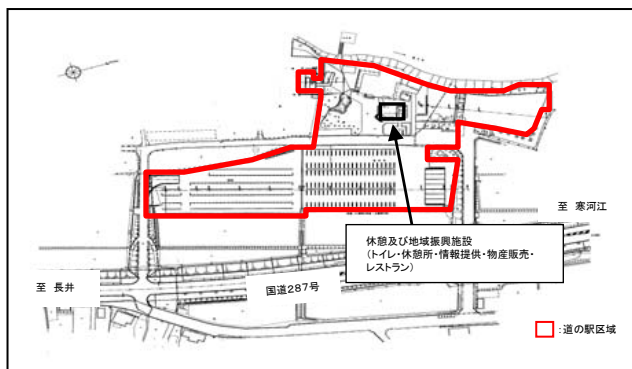 至 寒河江
休憩及び地域振興施設
(トイレ・休憩所・情報提供・物産販売・
レストラン)
至 長井
国道287号
:道の駅区域